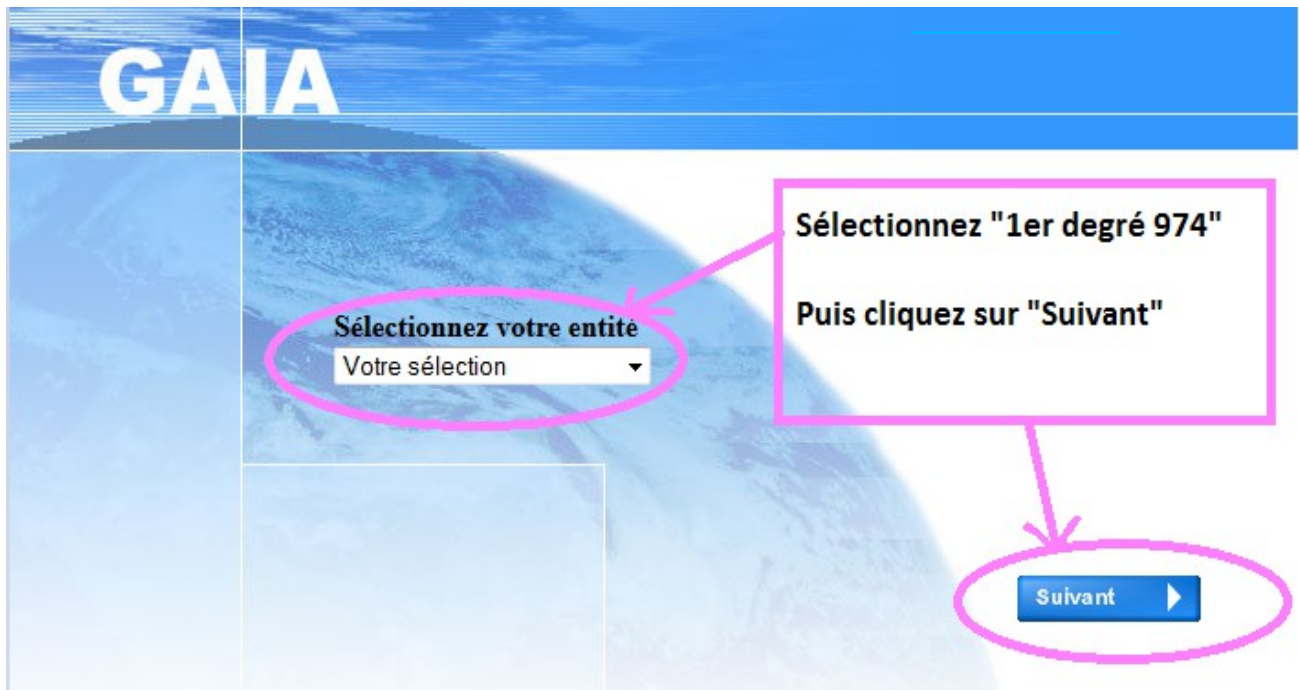 GAIA
Sélectionnez "1er degré 974"
Puis cliquez sur "Suivant"
Sélectionnez votre entité
Votre sélection
Suivant